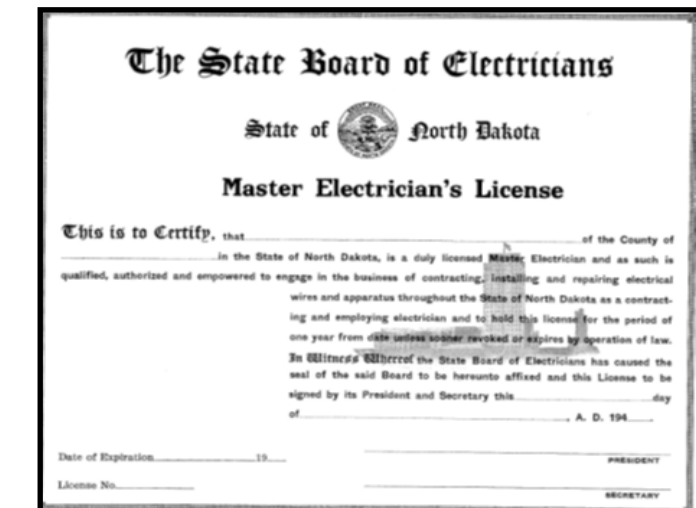 The State Board of Electricians
State of North Dakota
Master Electrician's License
This is to Certify, that of the County of
in the State of North Dakota, is a duly licensed Master Electrician and as such is
qualified, authorized and empowered to engage in the business of contracting, installing and repairing electrical
wires and apparatus throughout the State of North Dakota as a contract-
ing and employing electrician and to hold this license for the period of
one year from date unless sooner revoked or expires by operation of law.
In Witness Whereof the State Board of Electricians has caused the
seal of the said Board to be hereunto affixed and this License to be
signed by its President and Secretary this day
of , A. D. 194
Date of Expiration 19
PRESIDENT
License No.
SECRETARY